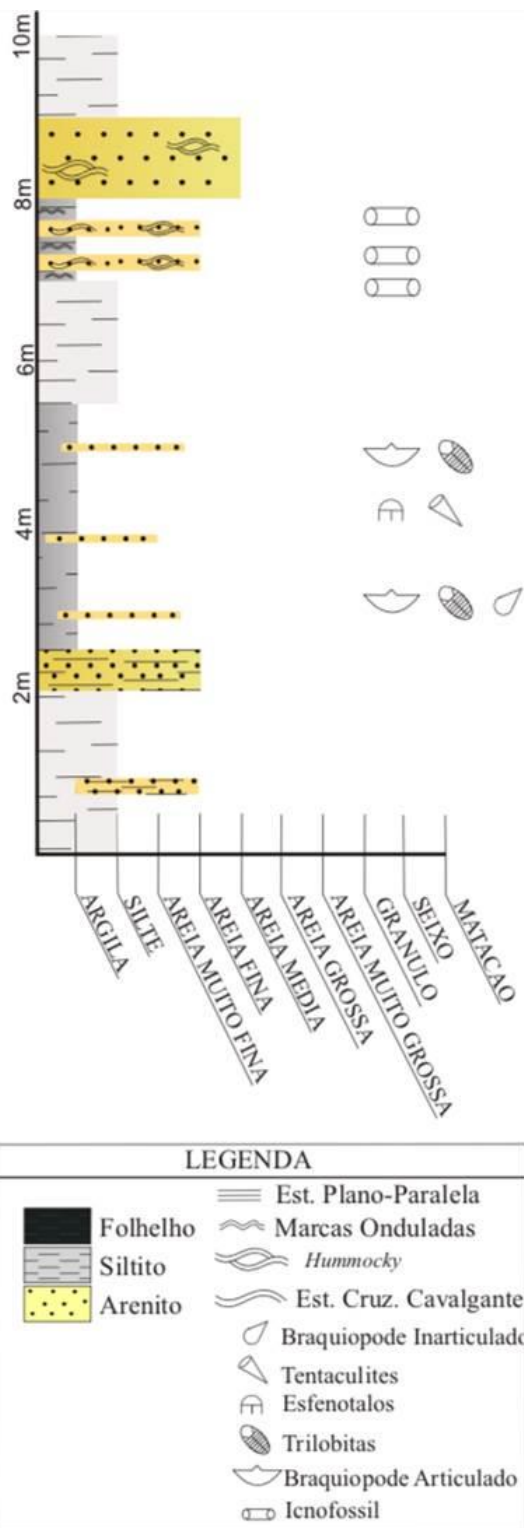 10m
8m
6m
4m
2m
ARGILA
SILTE
AREIA MUITO FINA
AREIA FINA
AREIA MEDIA
AREIA GROSSA
AREIA MUITO GROSSA
GRANULO
SEIXO
MATACAO
LEGENDA
Folhelho
Siltito
Arenito
Est. Plano-Paralela
Marcas Onduladas
Hummocky
Est. Cruz. Cavalgante
Braquiopode Inarticulado
Tentaculites
Esfenotalos
Trilobitas
Braquiopode Articulado
Icnofossil